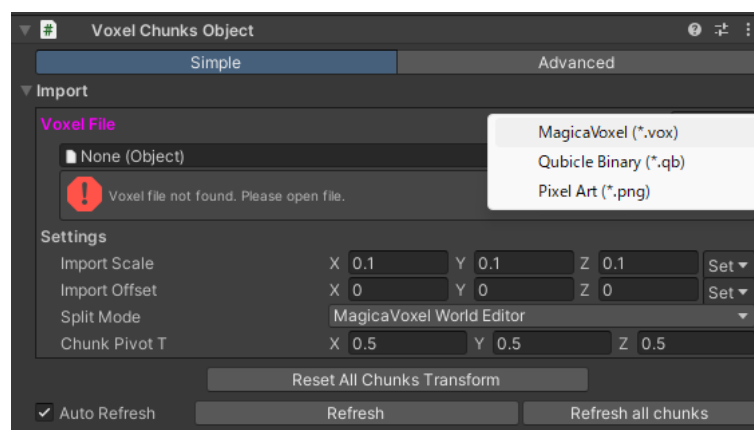 # Voxel Chunks Object
Simple Advanced
Import
Voxel File
MagicaVoxel (*.vox)
None (Object)
Qubicle Binary (*.qb)
Voxel file not found. Please open file.
Pixel Art (*.png)
Settings
Import Scale X 0.1 Y 0.1 Z 0.1 Set
Import Offset X 0 Y 0 Z 0 Set
Split Mode MagicaVoxel World Editor
Chunk Pivot T X 0.5 Y 0.5 Z 0.5
Reset All Chunks Transform
Auto Refresh Refresh Refresh all chunks